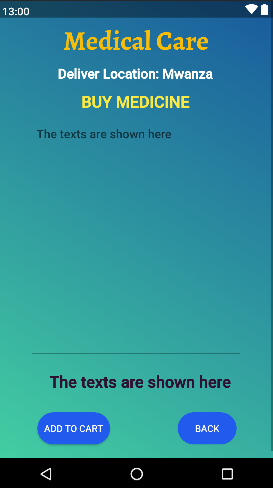 13:00
Medical Care
Deliver Location: Mwanza
BUY MEDICINE
The texts are shown here
The texts are shown here
ADD TO CART
BACK